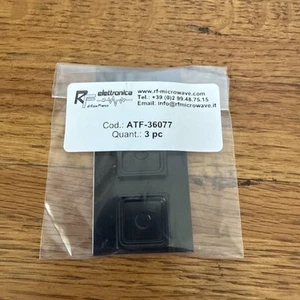 RF elettronica
www.rf-microwave.com
Tel.: +39 (0)2 99.48.75.15
Email: info@rfmicrowave.it
Cod.: ATF-36077
Quant.: 3 pc